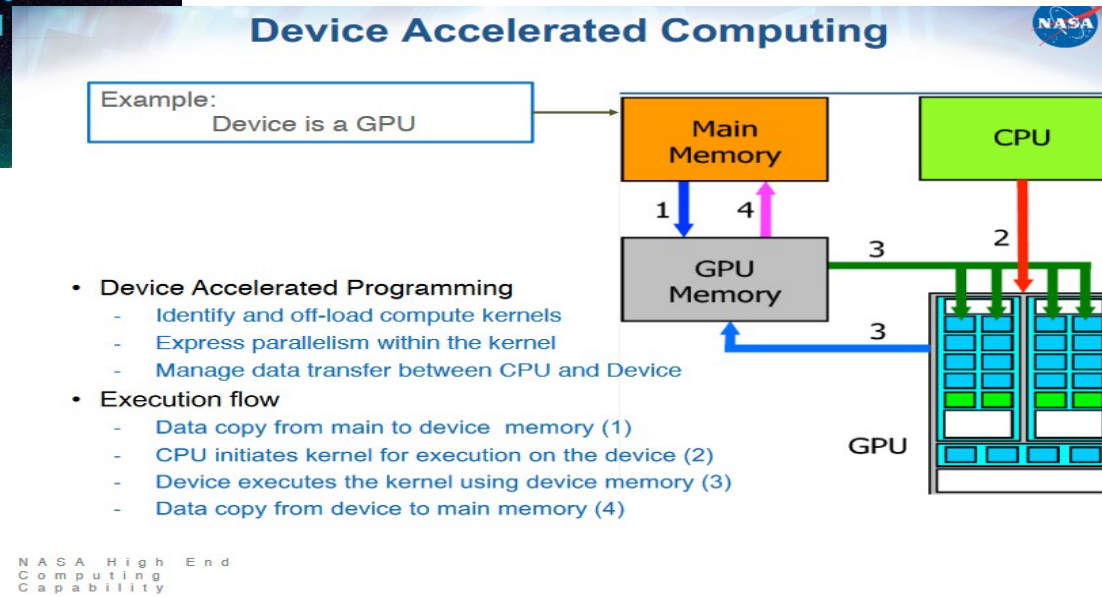 Device Accelerated Computing
NASA
Example:
Device is a GPU
Main
Memory
CPU
1
4
2
3
GPU
Memory
3
GPU
• Device Accelerated Programming
- Identify and off-load compute kernels
- Express parallelism within the kernel
- Manage data transfer between CPU and Device
• Execution flow
- Data copy from main to device memory (1)
- CPU initiates kernel for execution on the device (2)
- Device executes the kernel using device memory (3)
- Data copy from device to main memory (4)
NASA High End
Computing
Capability